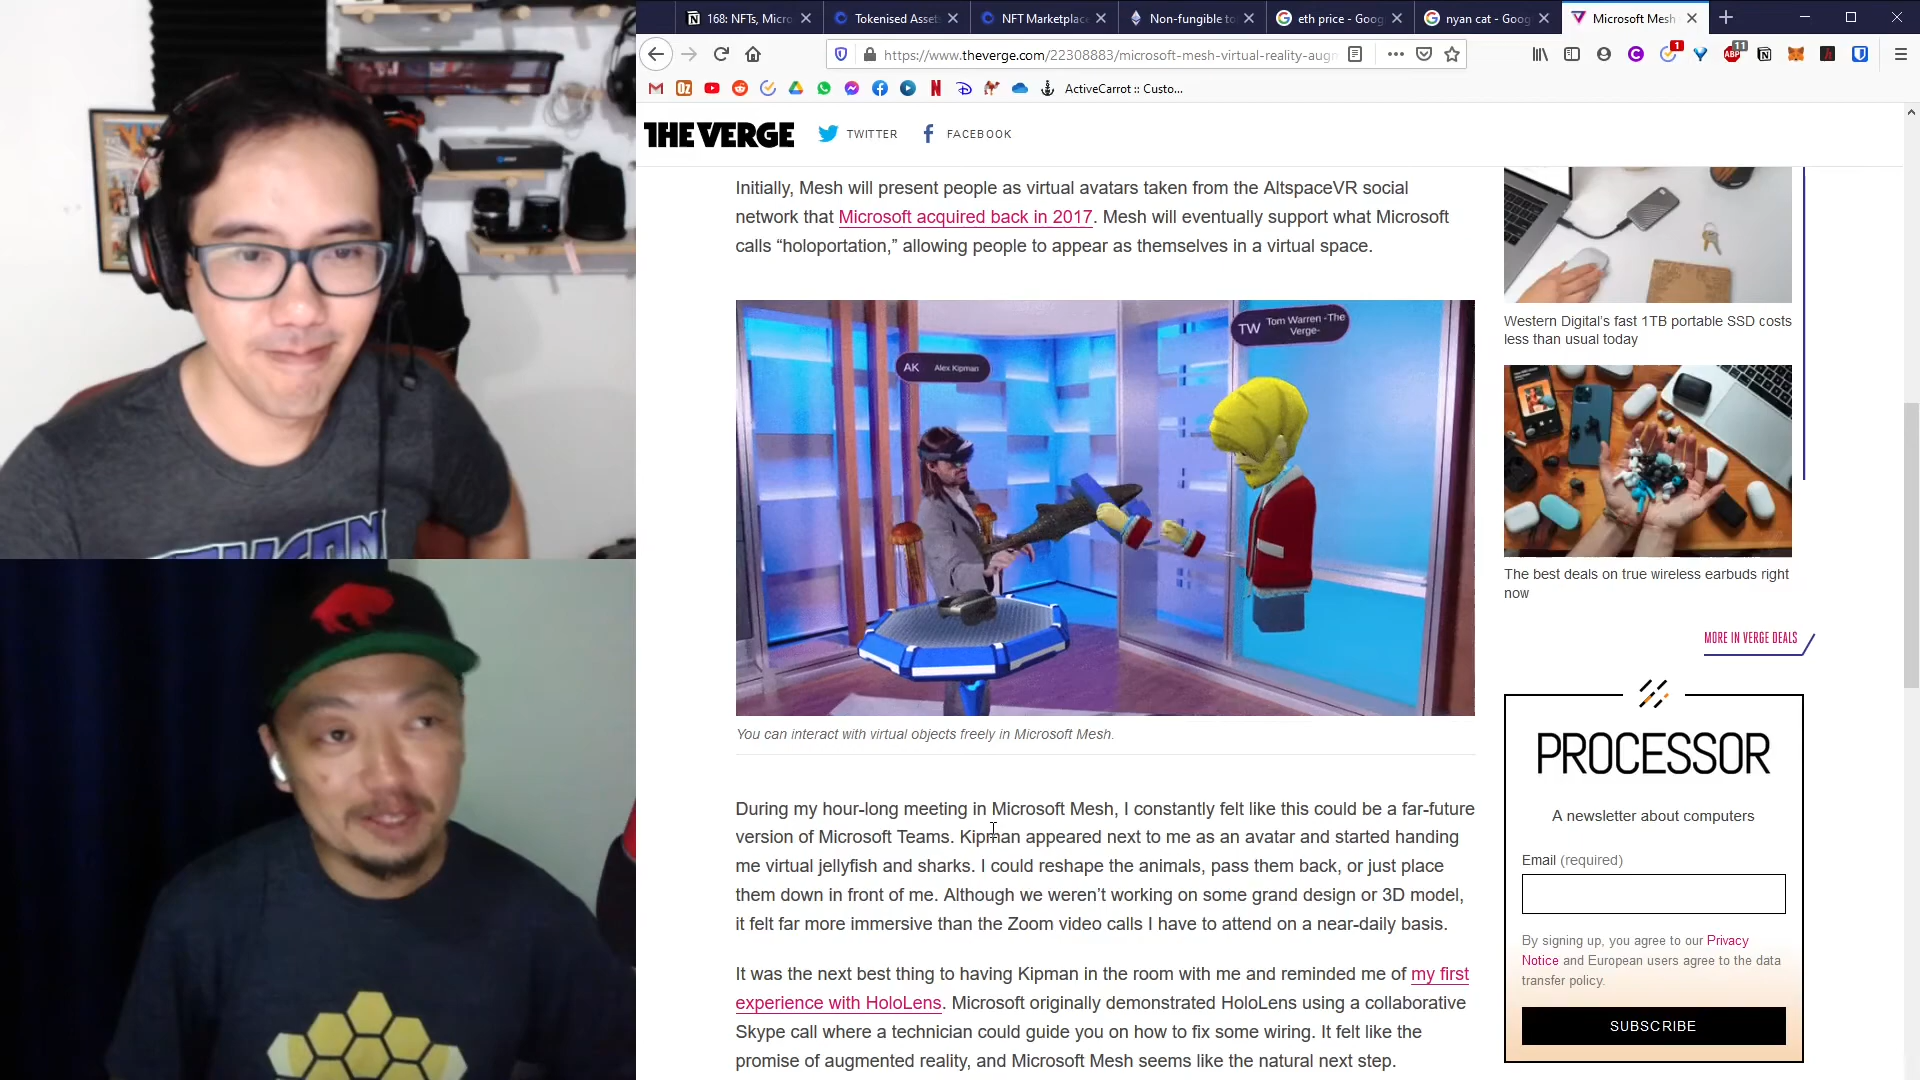 168: NFTs, Micro
Tokenised Asset
NFT Marketplace
Non-fungible to
eth price - Goog
nyan cat - Goog
Microsoft Mesh
https://www.theverge.com/22308883/microsoft-mesh-virtual-reality-augm
1
11
ActiveCarrot :: Custo...
THE VERGE
TWITTER
FACEBOOK
Initially, Mesh will present people as virtual avatars taken from the AltspaceVR social
network that Microsoft acquired back in 2017. Mesh will eventually support what Microsoft
calls “holoportation,” allowing people to appear as themselves in a virtual space.
AK Alex Kipman
TW Tom Warren -The
Verge-
You can interact with virtual objects freely in Microsoft Mesh.
During my hour-long meeting in Microsoft Mesh, I constantly felt like this could be a far-future
version of Microsoft Teams. Kipman appeared next to me as an avatar and started handing
me virtual jellyfish and sharks. I could reshape the animals, pass them back, or just place
them down in front of me. Although we weren’t working on some grand design or 3D model,
it felt far more immersive than the Zoom video calls I have to attend on a near-daily basis.
It was the next best thing to having Kipman in the room with me and reminded me of my first
experience with HoloLens. Microsoft originally demonstrated HoloLens using a collaborative
Skype call where a technician could guide you on how to fix some wiring. It felt like the
promise of augmented reality, and Microsoft Mesh seems like the natural next step.
Western Digital’s fast 1TB portable SSD costs
less than usual today
The best deals on true wireless earbuds right
now
MORE IN VERGE DEALS
PROCESSOR
A newsletter about computers
Email (required)
By signing up, you agree to our Privacy
Notice and European users agree to the data
transfer policy.
SUBSCRIBE